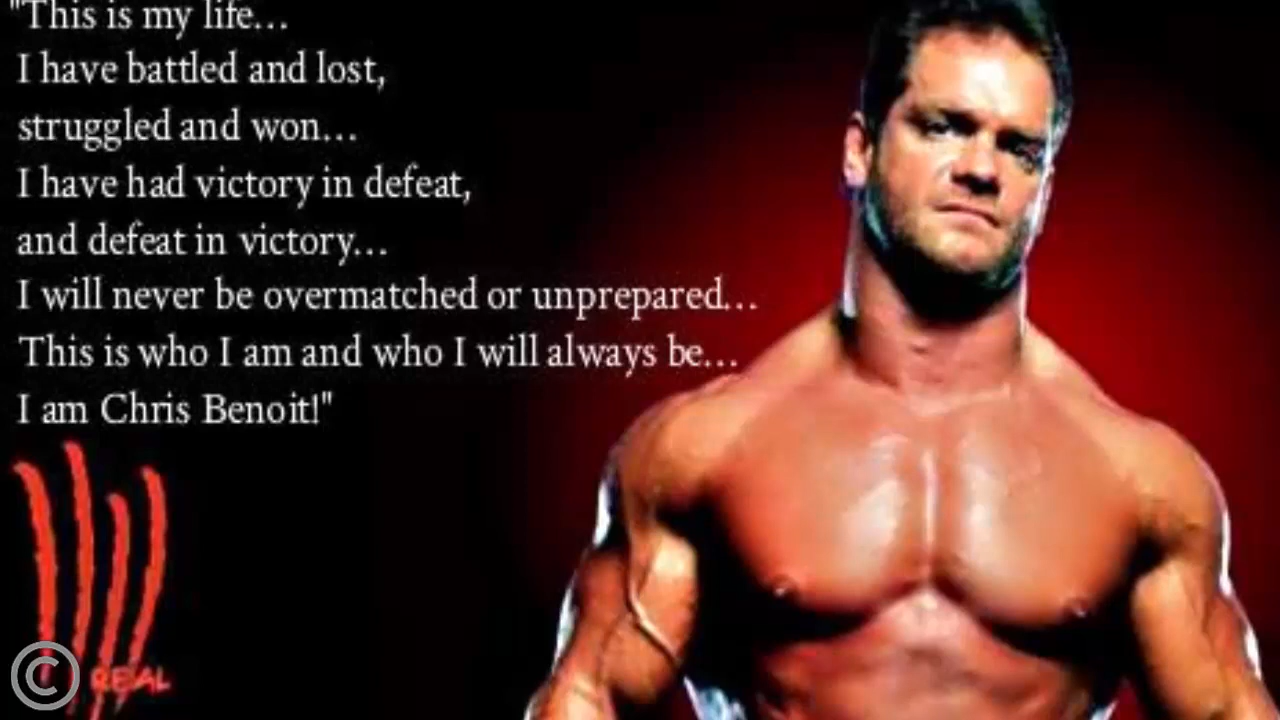 "This is my life...
I have battled and lost,
struggled and won...
I have had victory in defeat,
and defeat in victory...
I will never be overmatched or unprepared...
This is who I am and who I will always be...
I am Chris Benoit!"
REAL
©